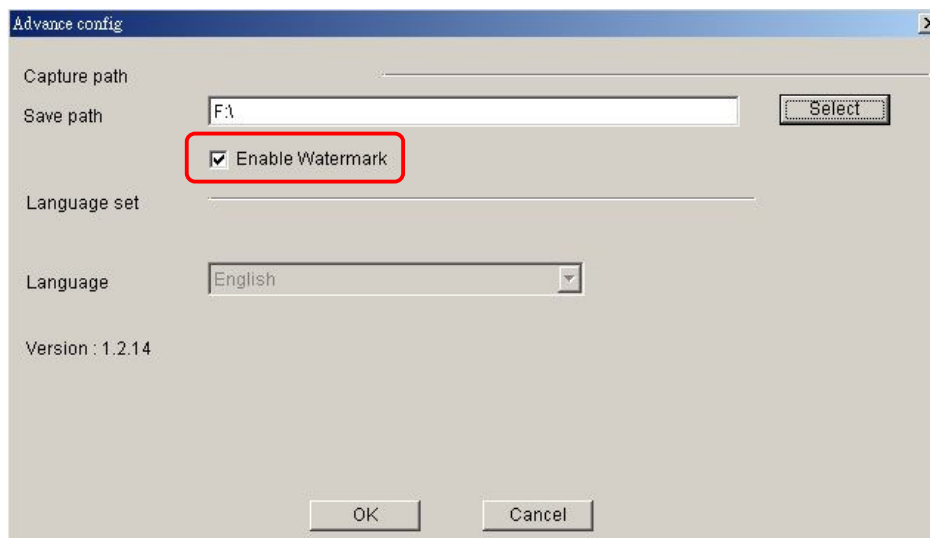 Advance config
Capture path
Save path
F:\
Select
Enable Watermark
Language set
Language
English
Version : 1.2.14
OK
Cancel